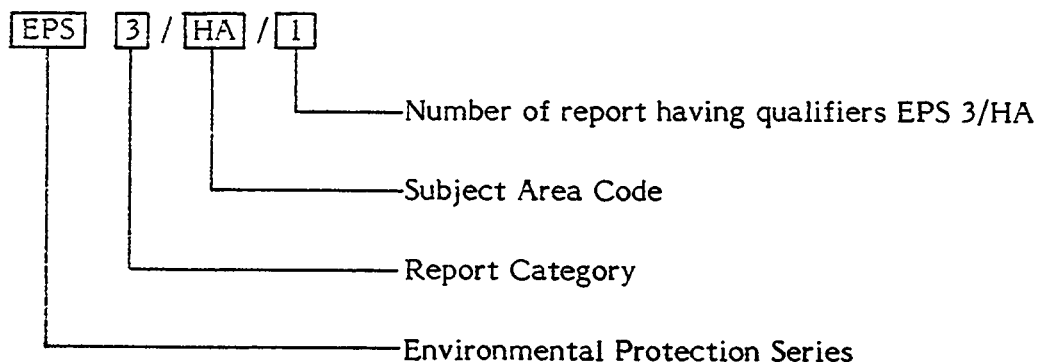 EPS 3 / HA / 1
Number of report having qualifiers EPS 3/HA
Subject Area Code
Report Category
Environmental Protection Series